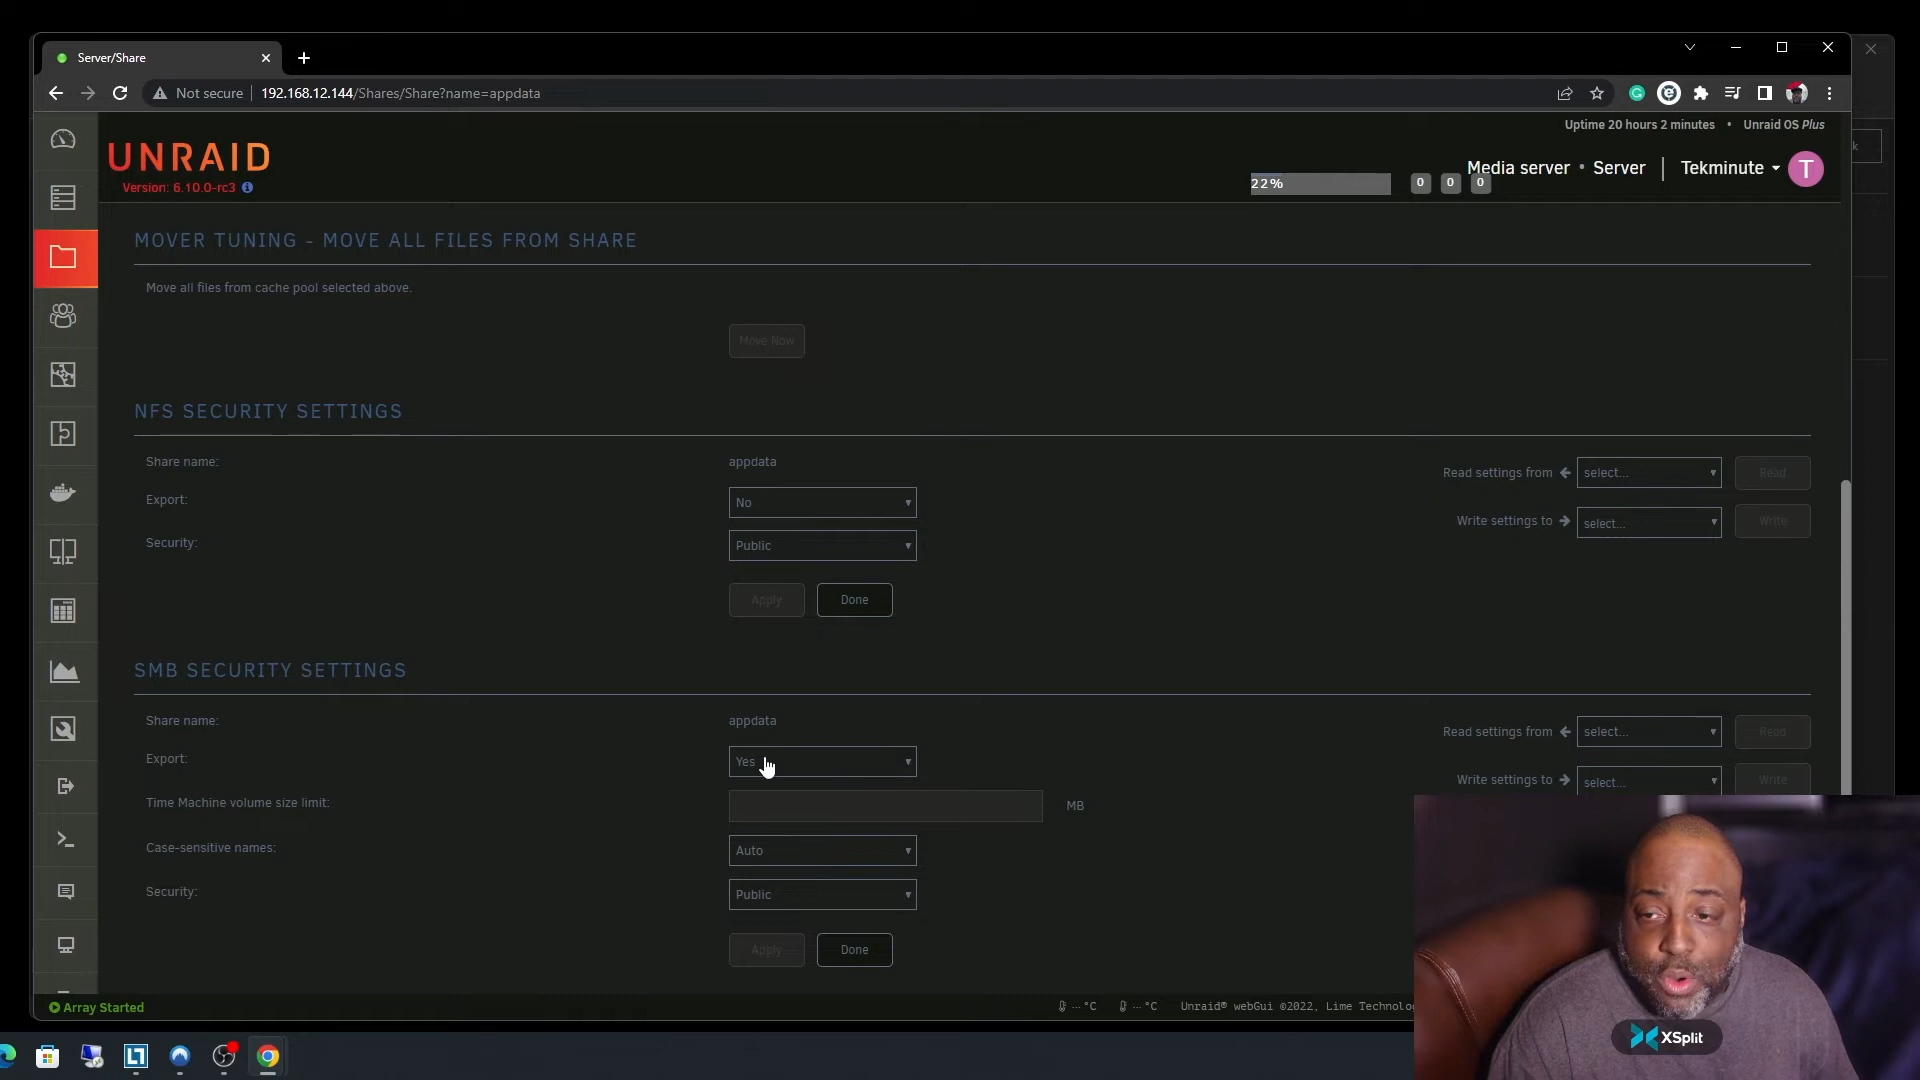 Server/Share
Not secure 192.168.12.144/Shares/Share?name=appdata
Uptime 20 hours 2 minutes • Unraid OS Plus
UNRAID
Version: 6.10.0-rc3
22%
0 0 0
Media server • Server | Tekminute
T
MOVER TUNING - MOVE ALL FILES FROM SHARE
Move all files from cache pool selected above.
Move Now
NFS SECURITY SETTINGS
Share name: appdata
Read settings from select... Read
Export: No
Write settings to select... Write
Security: Public
Apply Done
SMB SECURITY SETTINGS
Share name: appdata
Read settings from select... Read
Export: Yes
Write settings to select... Write
Time Machine volume size limit: MB
Case-sensitive names: Auto
Security: Public
Apply Done
Array Started
... °C ... °C Unraid® webGui ©2022, Lime Technolo
XSplit